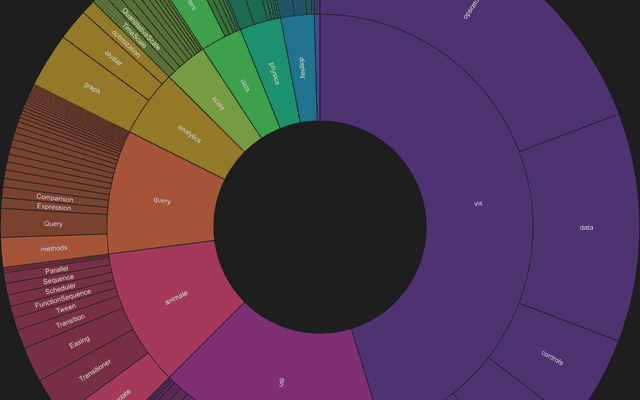 QuantitativeScale
TimeScale
optimization
cluster
graph
scale
data
physics
display
analytics
vis
data
controls
query
Comparison
Expression
Query
methods
animate
Parallel
Sequence
Scheduler
FunctionSequence
Tween
Transition
Easing
Transitioner